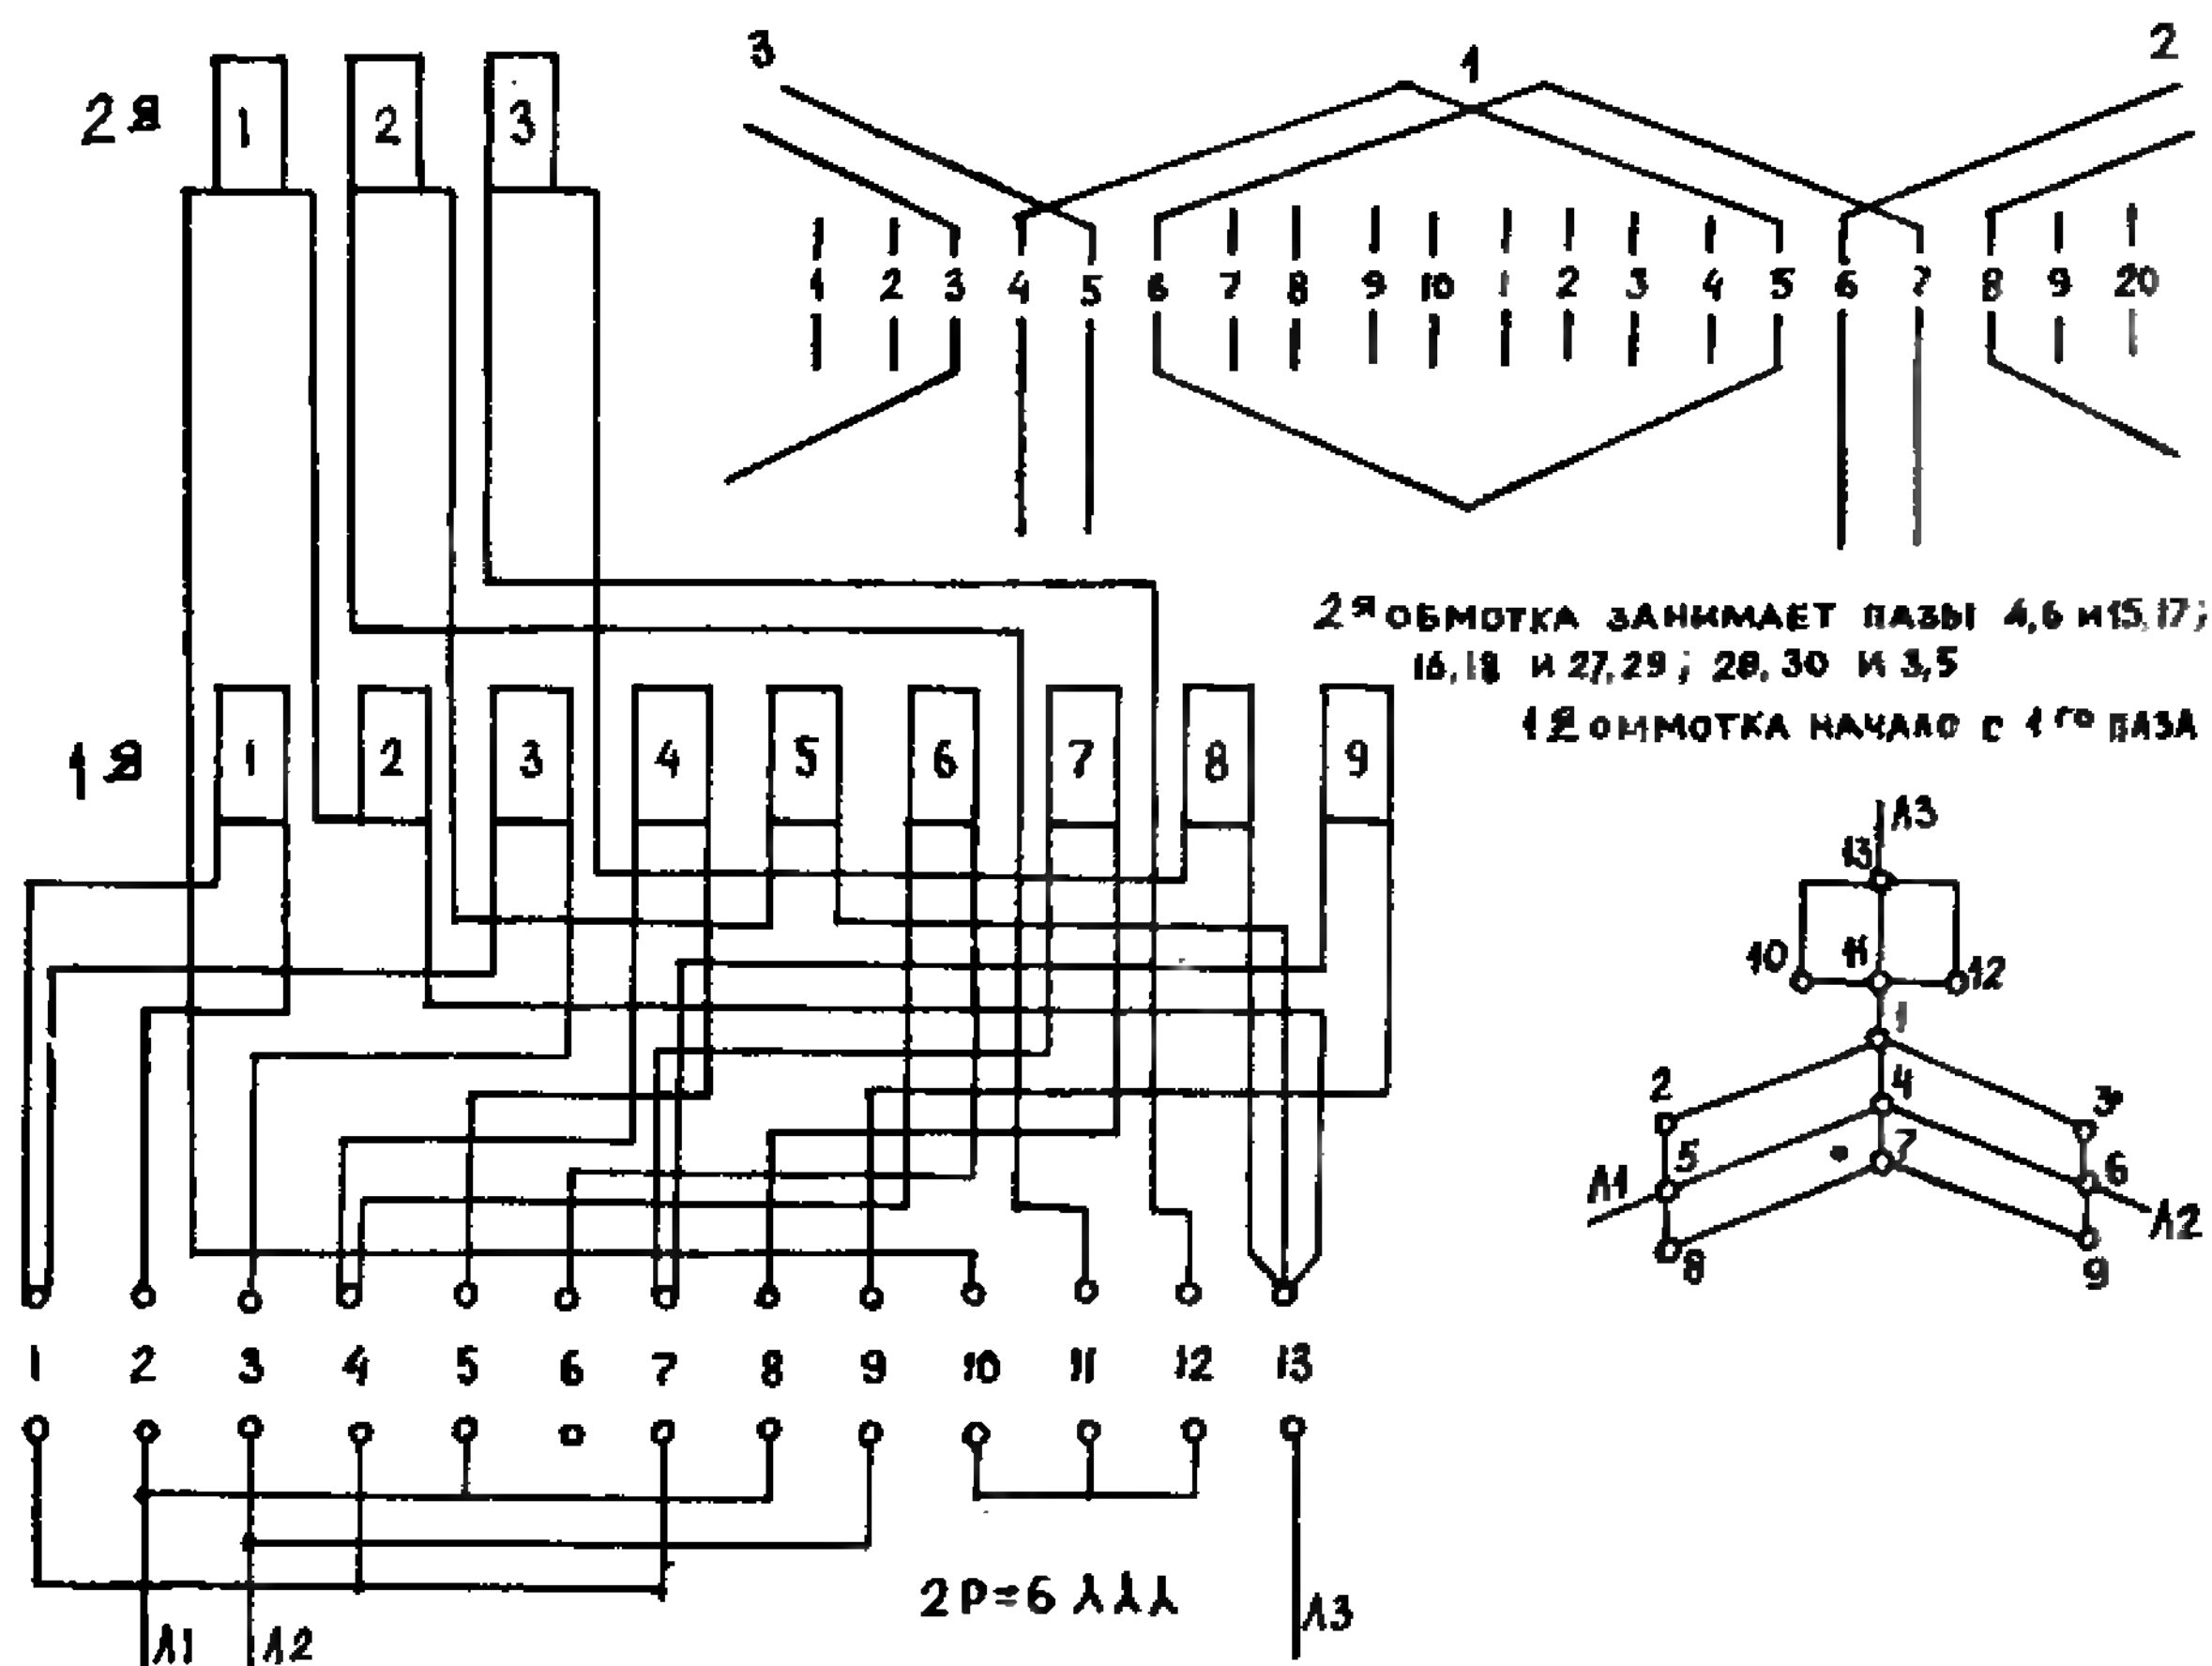 3 1 2
2я 1 2 3
1 2 3 4 5 6 7 8 9 10 1 2 3 4 5 6 7 8 9 20
2я ОБМОТКА ЗАНИМАЕТ ПАЗЫ 4,6 И 15,17;
16,18 И 27,29; 28,30 И 3,5
1я ОММОТКА НАЧАЛО С 1го ПАЗА
1я 1 2 3 4 5 6 7 8 9
Л3
13
10 11 12
1
2 4 3
5 7 6
Л1 Л2
8 9
1 2 3 4 5 6 7 8 9 10 11 12 13
2P=6 ⅄⅄⅄
Л1 Л2 Л3